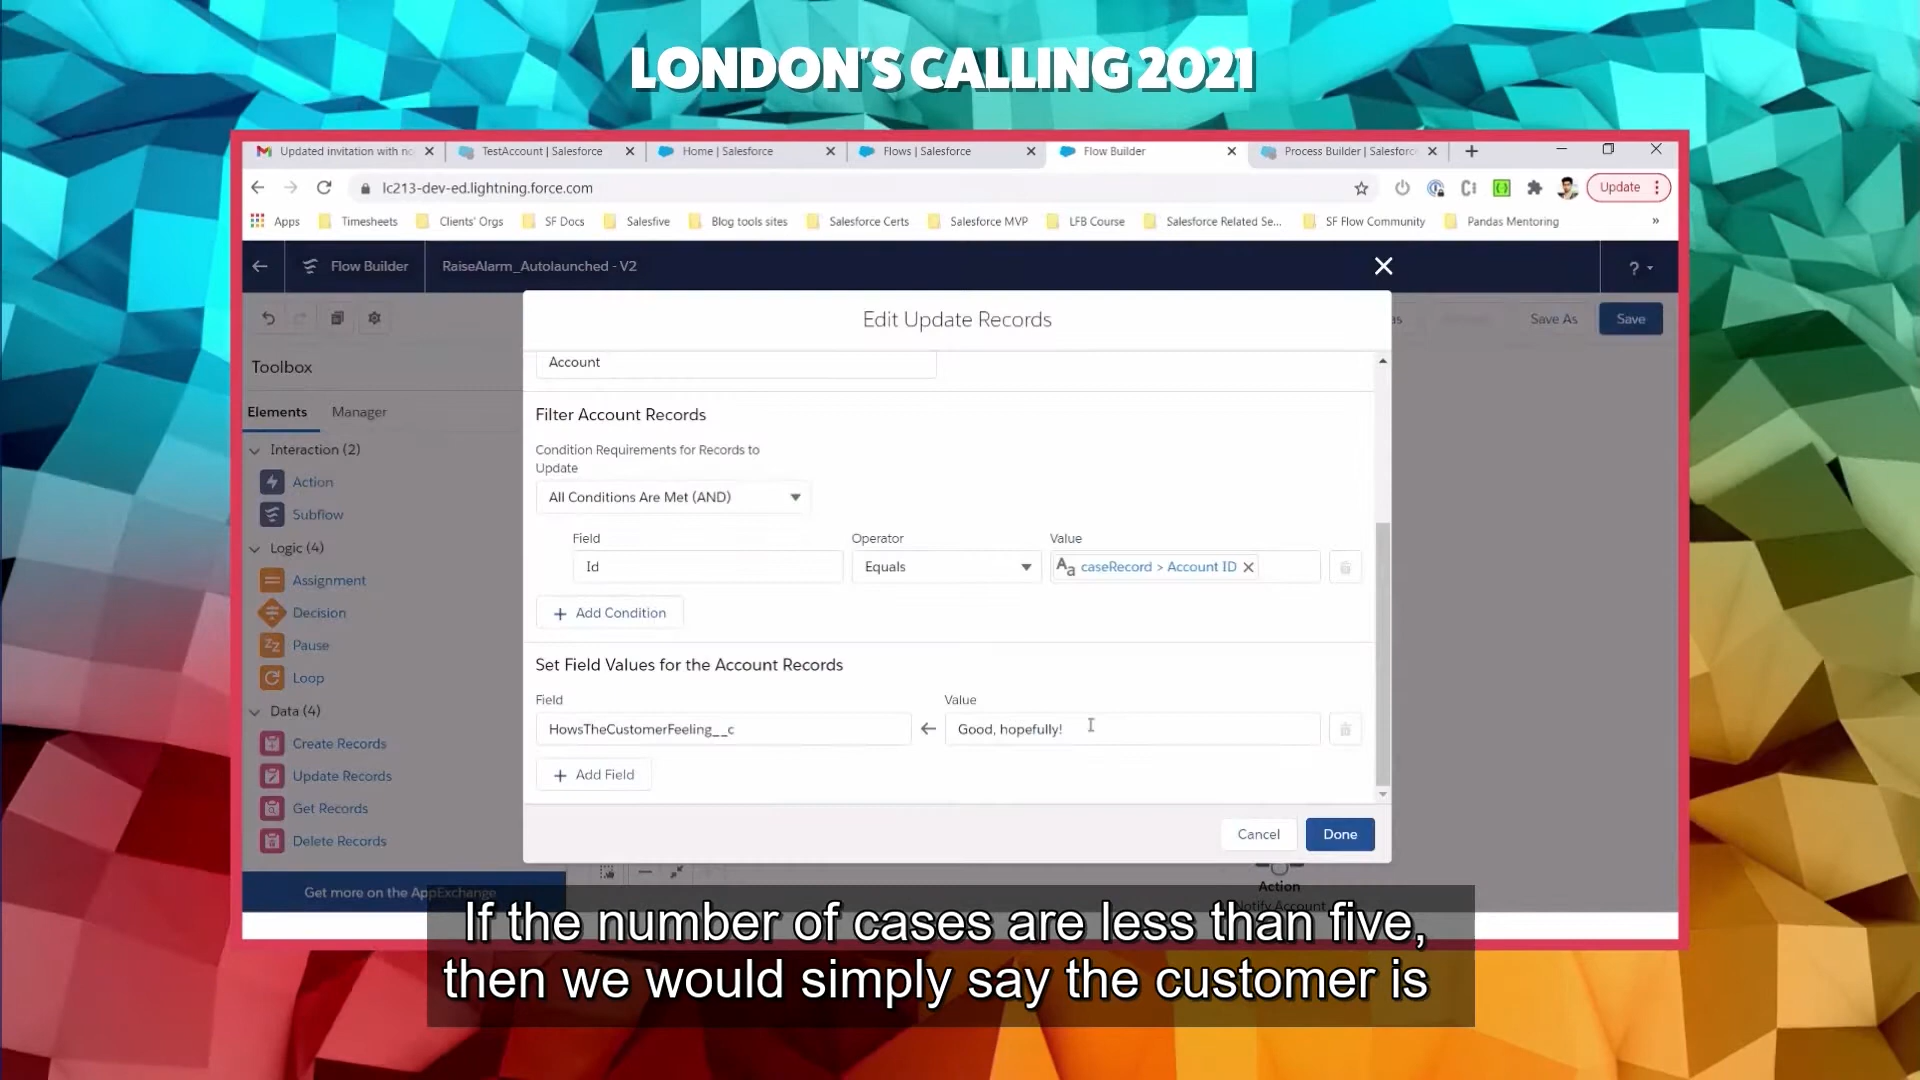 LONDON'S CALLING 2021
Updated invitation with no
TestAccount | Salesforce
Home | Salesforce
Flows | Salesforce
Flow Builder
Process Builder | Salesforc
lc213-dev-ed.lightning.force.com
Update
Apps
Timesheets
Clients' Orgs
SF Docs
Salesfive
Blog tools sites
Salesforce Certs
Salesforce MVP
LFB Course
Salesforce Related Se...
SF Flow Community
Pandas Mentoring
»
Flow Builder
RaiseAlarm_Autolaunched - V2
?
Edit Update Records
Save As
Save
Toolbox
Elements
Manager
Interaction (2)
Action
Subflow
Logic (4)
Assignment
Decision
Pause
Loop
Data (4)
Create Records
Update Records
Get Records
Delete Records
Get more on the AppExchange
Account
Filter Account Records
Condition Requirements for Records to
Update
All Conditions Are Met (AND)
Field
Operator
Value
Id
Equals
Aa caseRecord > Account ID
+ Add Condition
Set Field Values for the Account Records
Field
Value
HowsTheCustomerFeeling__c
Good, hopefully!
+ Add Field
Cancel
Done
Action
Notify Account
If the number of cases are less than five,
then we would simply say the customer is